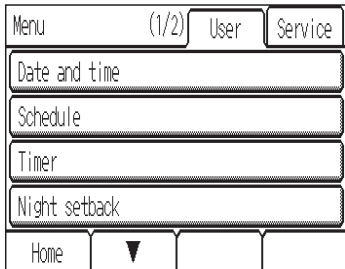 Menu (1/2) User Service
Date and time
Schedule
Timer
Night setback
Home ▼